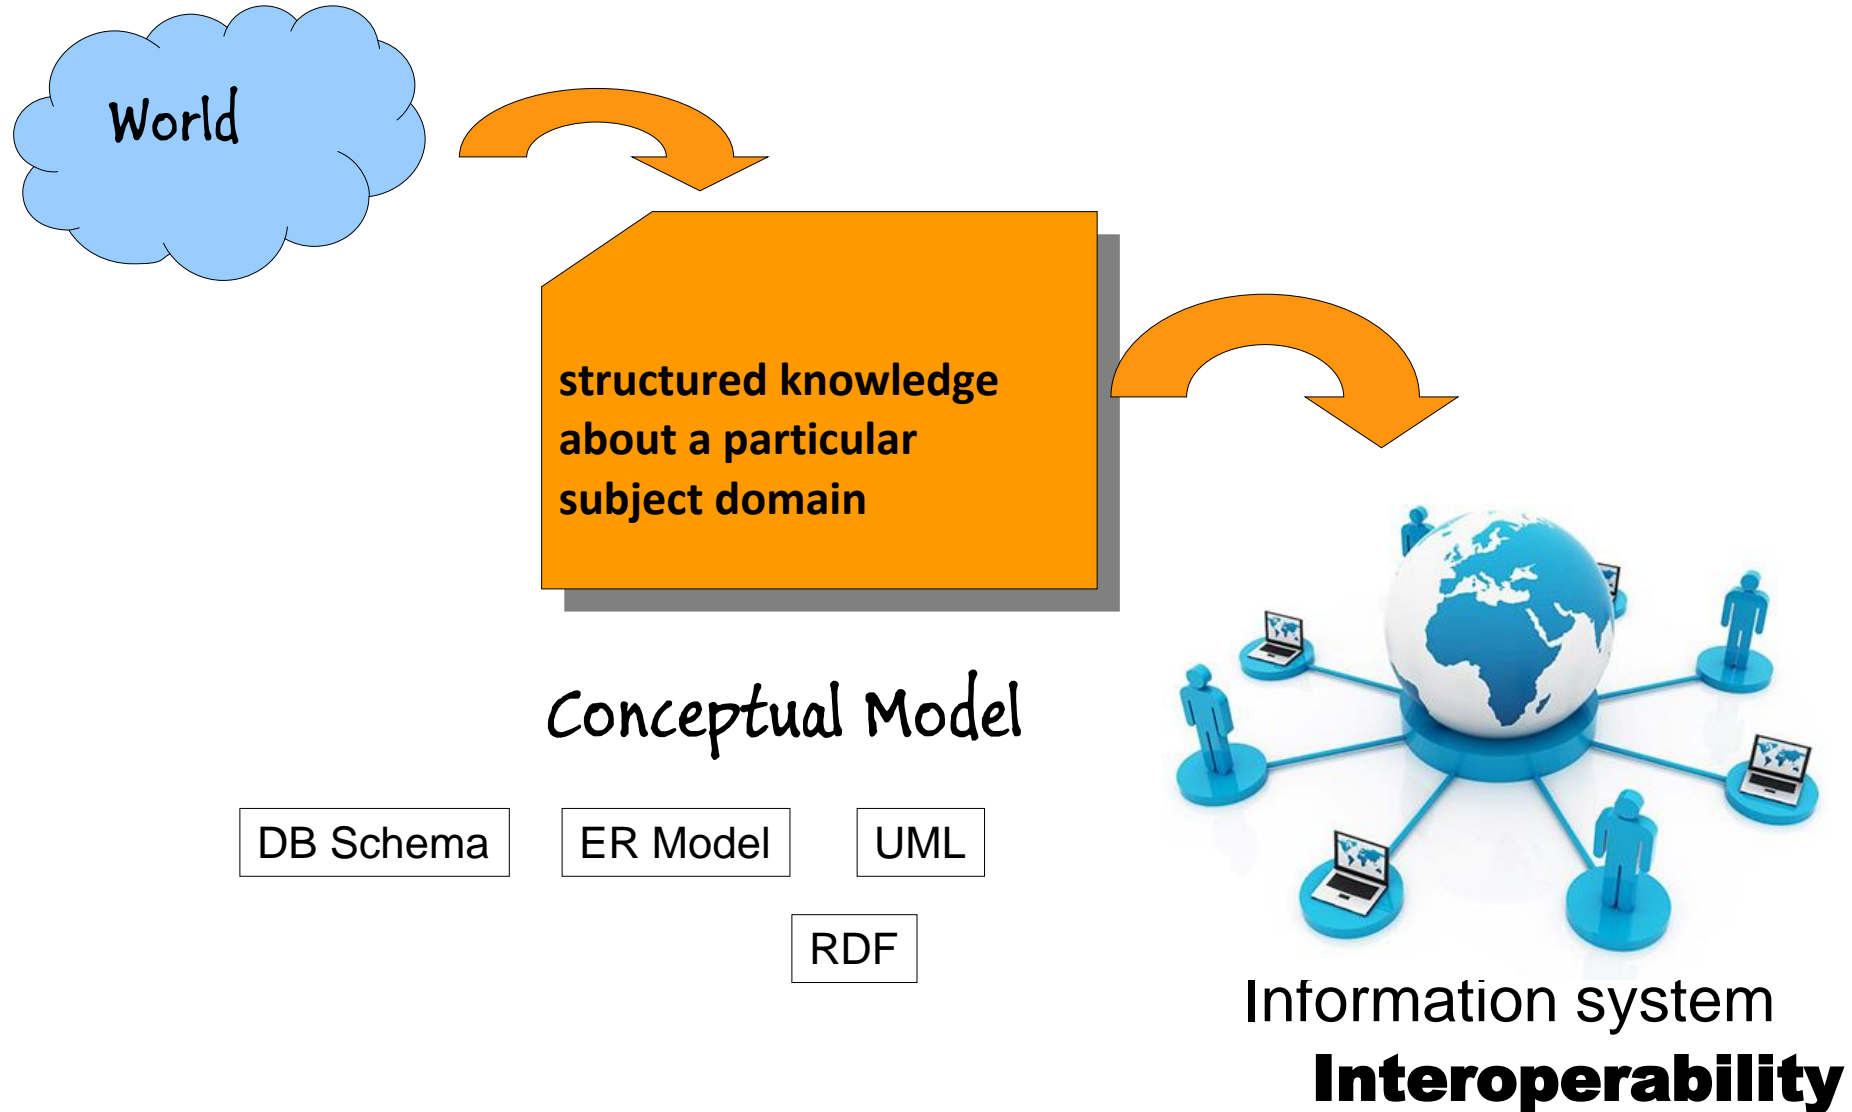 World
structured knowledge
about a particular
subject domain
Conceptual Model
DB Schema
ER Model
UML
RDF
Information system
Interoperability